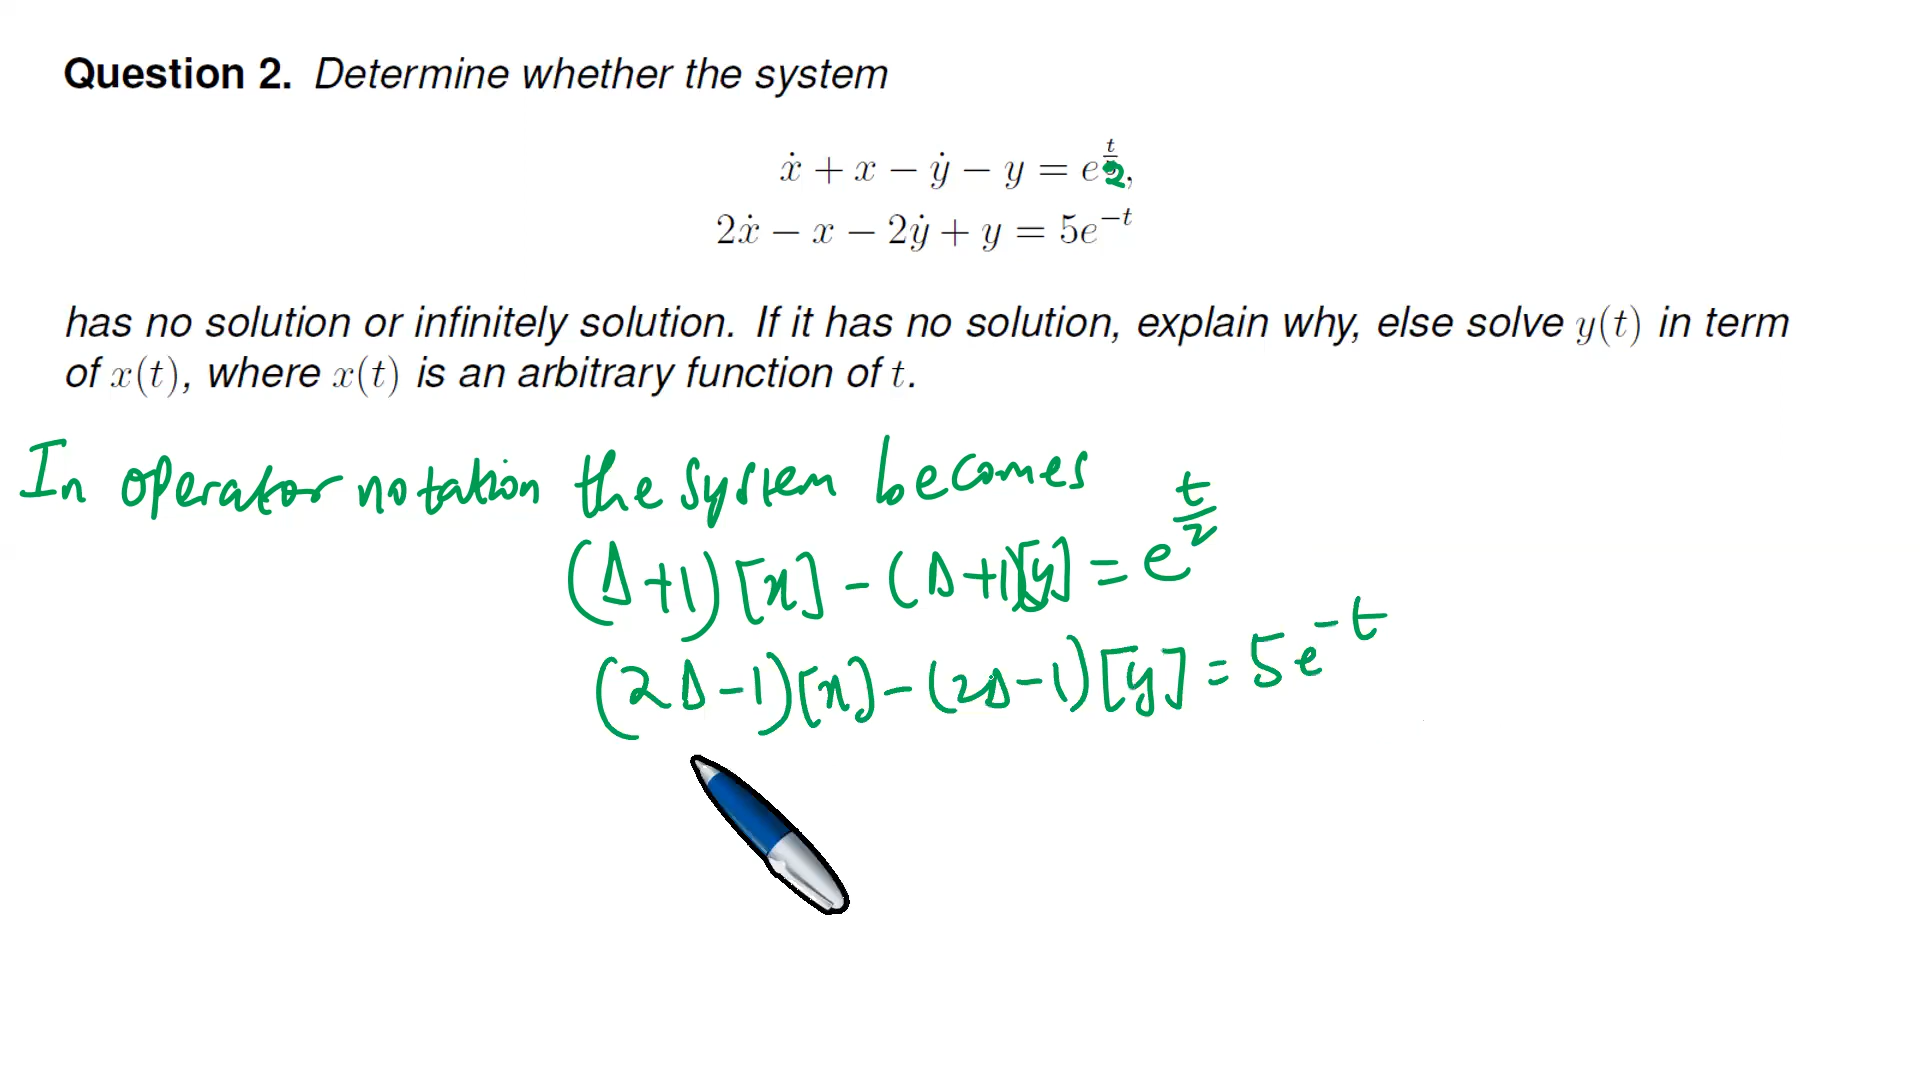 Question 2. Determine whether the system
ẋ + x − ẏ − y = e^{t/2},
2ẋ − x − 2ẏ + y = 5e^{−t}
has no solution or infinitely solution. If it has no solution, explain why, else solve y(t) in term
of x(t), where x(t) is an arbitrary function of t.
In operator notation the system becomes
(Δ+1)[x] − (Δ+1)[y] = e^{t/2}
(2Δ−1)[x] − (2Δ−1)[y] = 5e^{−t}